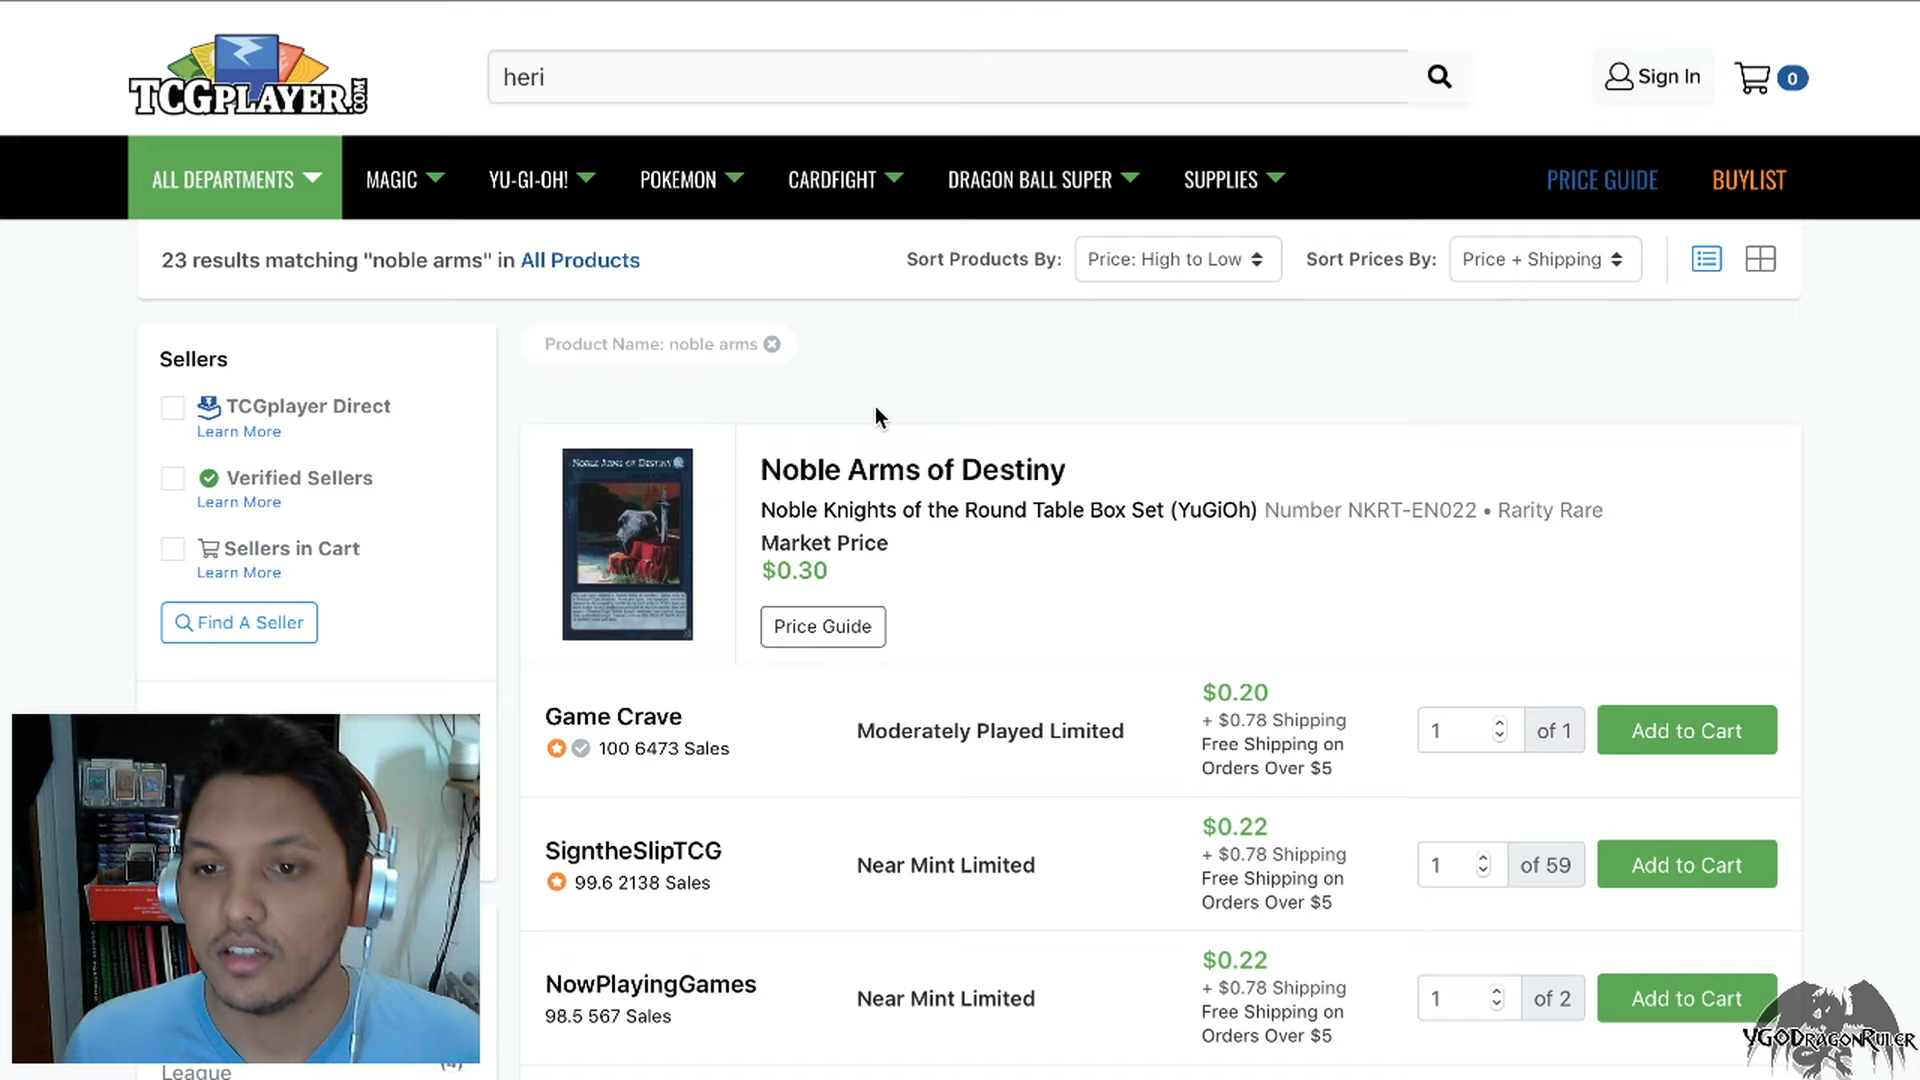 TCGPLAYER.COM
heri
Sign In
0
ALL DEPARTMENTS
MAGIC
YU-GI-OH!
POKEMON
CARDFIGHT
DRAGON BALL SUPER
SUPPLIES
PRICE GUIDE
BUYLIST
23 results matching "noble arms" in All Products
Sort Products By:
Price: High to Low
Sort Prices By:
Price + Shipping
Sellers
TCGplayer Direct
Learn More
Verified Sellers
Learn More
Sellers in Cart
Learn More
Find A Seller
Product Name: noble arms
NOBLE ARMS OF DESTINY
Noble Arms of Destiny
Noble Knights of the Round Table Box Set (YuGiOh) Number NKRT-EN022 • Rarity Rare
Market Price
$0.30
Price Guide
Game Crave
100 6473 Sales
Moderately Played Limited
$0.20
+ $0.78 Shipping
Free Shipping on
Orders Over $5
1
of 1
Add to Cart
SigntheSlipTCG
99.6 2138 Sales
Near Mint Limited
$0.22
+ $0.78 Shipping
Free Shipping on
Orders Over $5
1
of 59
Add to Cart
NowPlayingGames
98.5 567 Sales
Near Mint Limited
$0.22
+ $0.78 Shipping
Free Shipping on
Orders Over $5
1
of 2
Add to Cart
League
YGODRAGONRULER